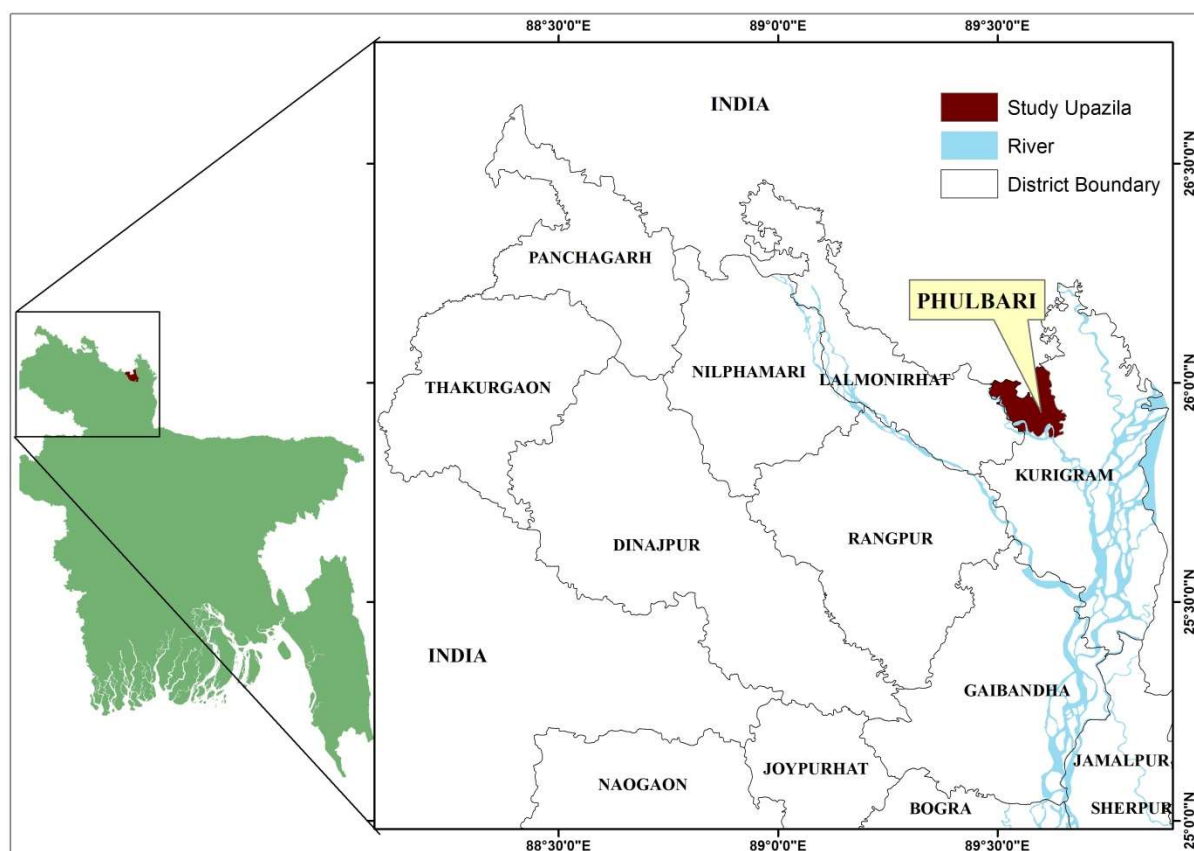 88°30'0"E
89°0'0"E
89°30'0"E
INDIA
Study Upazila
River
District Boundary
26°30'0"N
PANCHAGARH
PHULBARI
THAKURGAON
NILPHAMARI
LALMONIRHAT
26°0'0"N
KURIGRAM
DINAJPUR
RANGPUR
25°30'0"N
INDIA
GAIBANDHA
NAOGAON
JOYPURHAT
JAMALPUR
BOGRA
SHERPUR
25°0'0"N
88°30'0"E
89°0'0"E
89°30'0"E